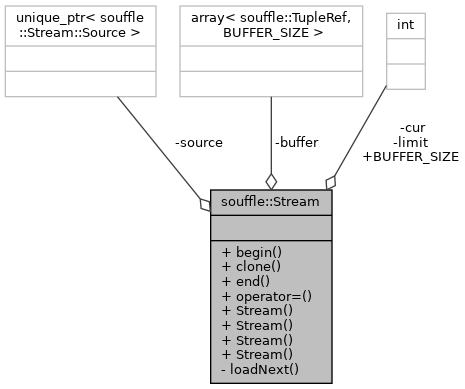 unique_ptr< souffle
::Stream::Source >
array< souffle::TupleRef,
BUFFER_SIZE >
int
-source
-buffer
-cur
-limit
+BUFFER_SIZE
souffle::Stream
+ begin()
+ clone()
+ end()
+ operator=()
+ Stream()
+ Stream()
+ Stream()
+ Stream()
- loadNext()